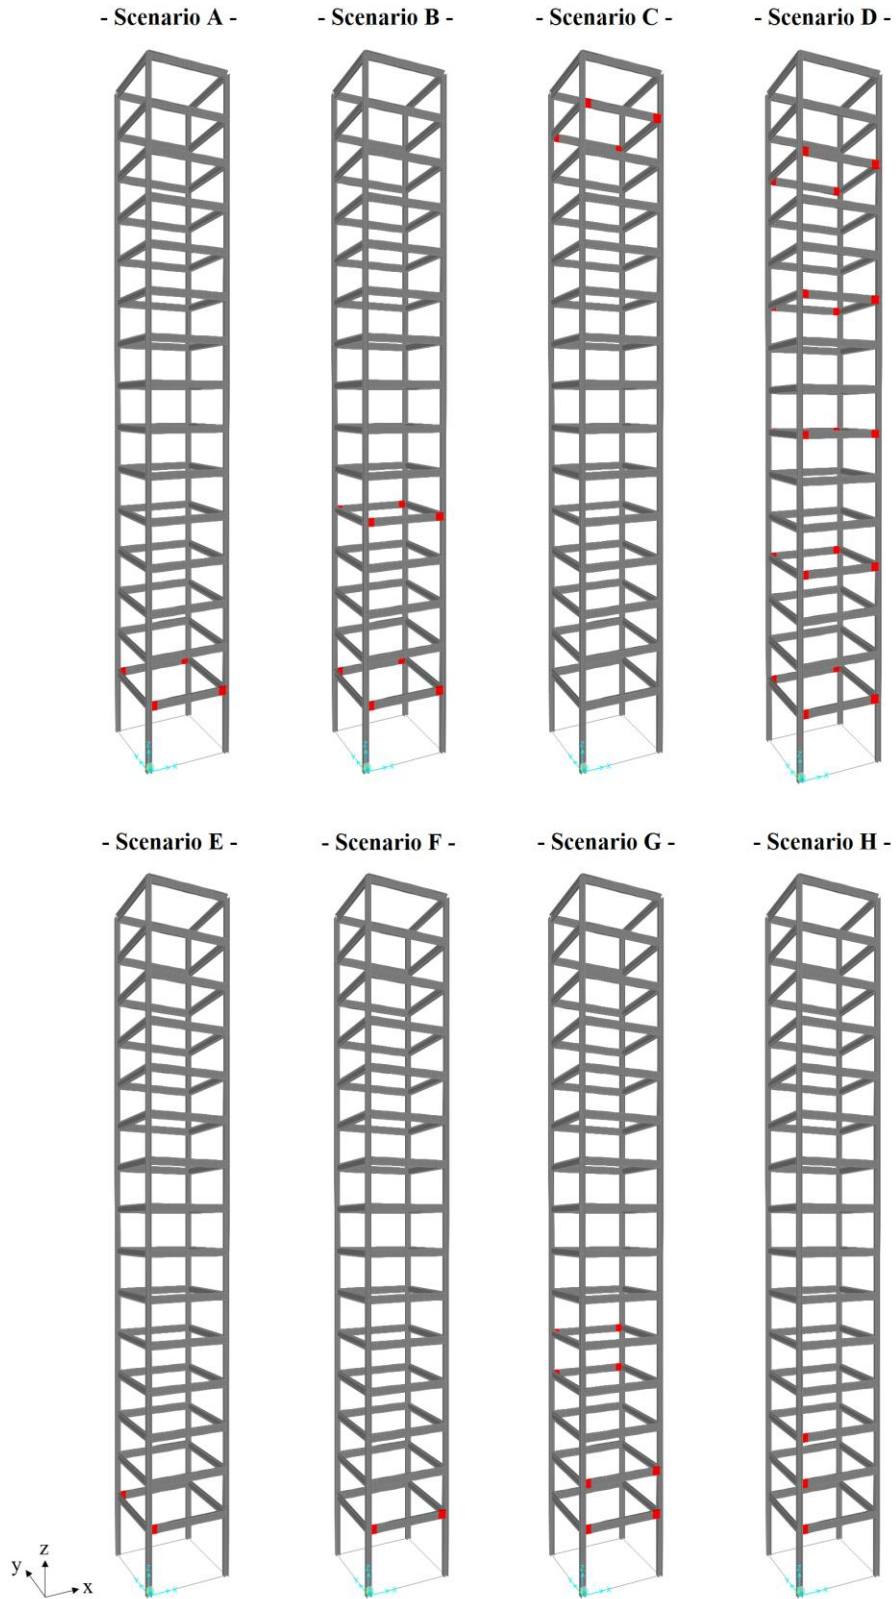 - Scenario A -
- Scenario B -
- Scenario C -
- Scenario D -
- Scenario E -
- Scenario F -
- Scenario G -
- Scenario H -
z
y
x